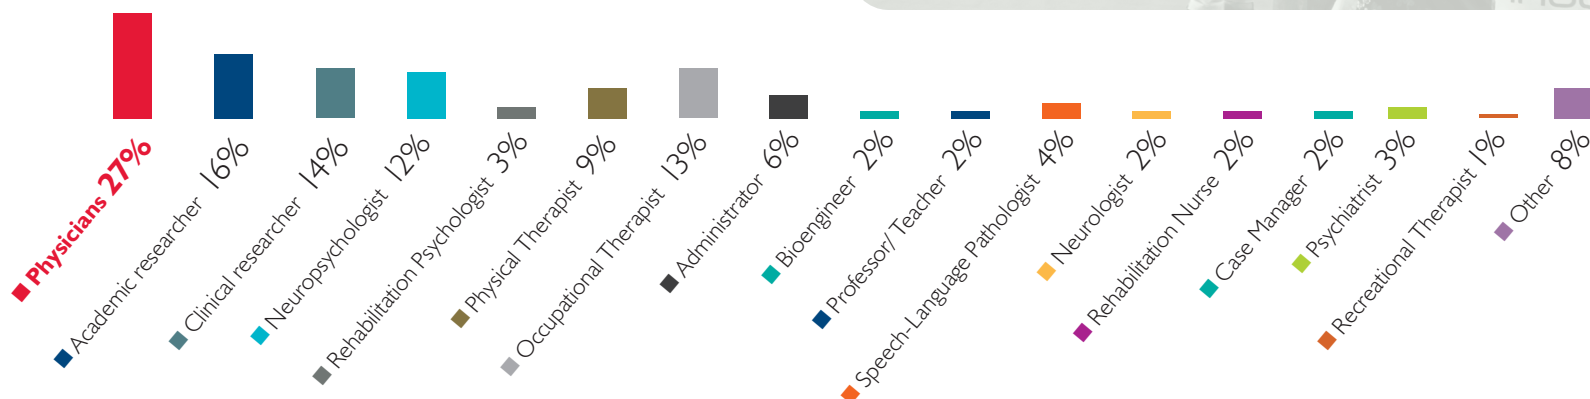 Physicians 27%
Academic researcher 16%
Clinical researcher 14%
Neuropsychologist 12%
Rehabilitation Psychologist 3%
Physical Therapist 9%
Occupational Therapist 13%
Administrator 6%
Bioengineer 2%
Professor/ Teacher 2%
Speech-Language Pathologist 4%
Neurologist 2%
Rehabilitation Nurse 2%
Case Manager 2%
Psychiatrist 3%
Recreational Therapist 1%
Other 8%